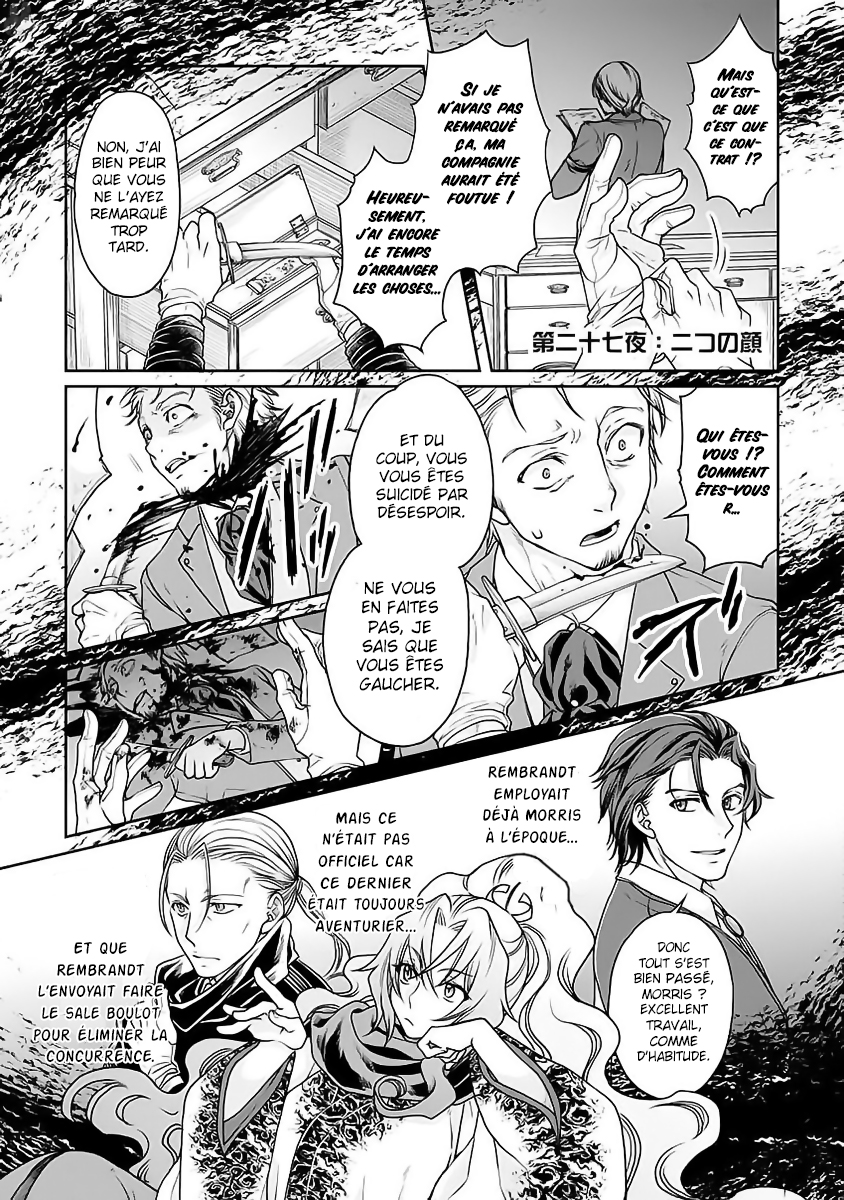 MAIS
QU'EST-
CE QUE
C'EST QUE
CE CON-
TRAT !?
SI JE
N'AVAIS PAS
REMARQUÉ
ÇA, MA
COMPAGNIE
AURAIT ÉTÉ
FOUTUE !
HEUREU-
SEMENT,
J'AI ENCORE
LE TEMPS
D'ARRANGER
LES CHOSES...
NON, J'AI
BIEN PEUR
QUE VOUS
NE L'AYEZ
REMARQUÉ
TROP
TARD.
第二十七夜：二つの顔
QUI ÊTES-
VOUS !?
COMMENT
ÊTES-VOUS
R...
ET DU
COUP, VOUS
VOUS ÊTES
SUICIDÉ PAR
DÉSESPOIR.
NE VOUS
EN FAITES
PAS, JE
SAIS QUE
VOUS ÊTES
GAUCHER.
REMBRANDT
EMPLOYAIT
DÉJÀ MORRIS
À L'ÉPOQUE...
MAIS CE
N'ÉTAIT PAS
OFFICIEL CAR
CE DERNIER
ÉTAIT TOUJOURS
AVENTURIER...
ET QUE
REMBRANDT
L'ENVOYAIT FAIRE
LE SALE BOULOT
POUR ÉLIMINER LA
CONCURRENCE.
DONC
TOUT S'EST
BIEN PASSÉ,
MORRIS ?
EXCELLENT
TRAVAIL,
COMME
D'HABITUDE.